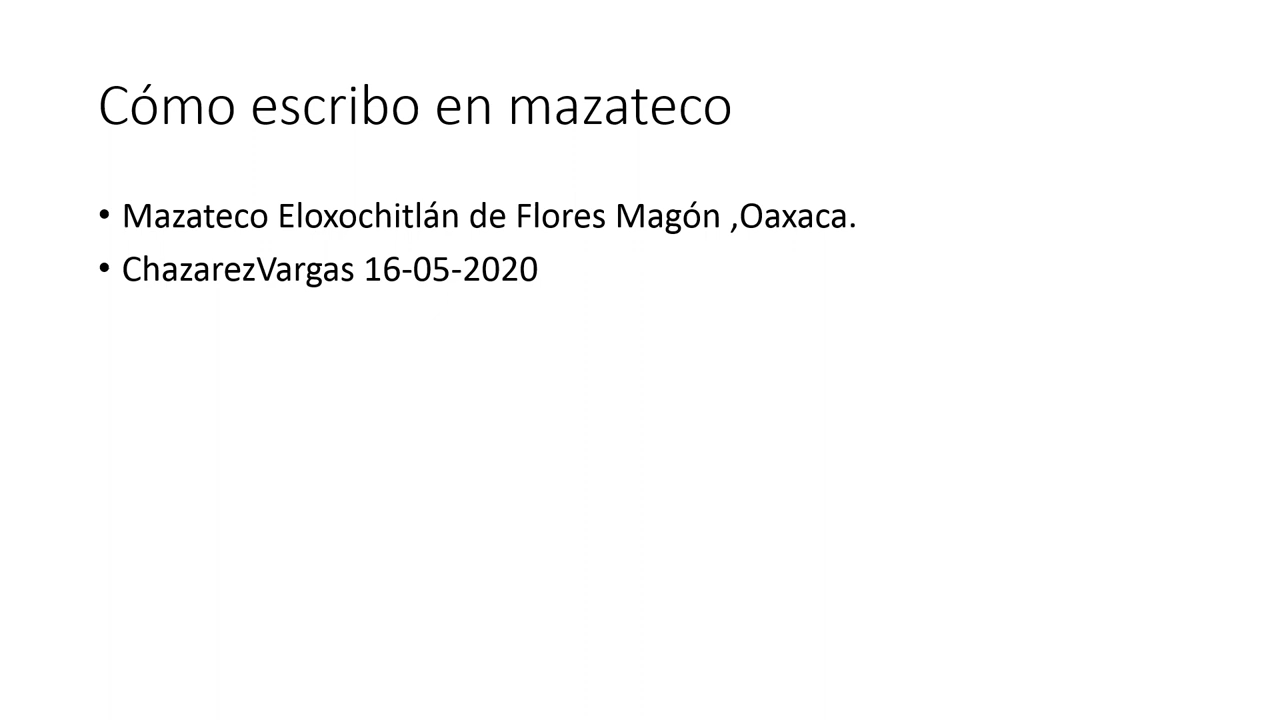 Cómo escribo en mazateco
• Mazateco Eloxochitlán de Flores Magón ,Oaxaca.
• ChazarezVargas 16-05-2020